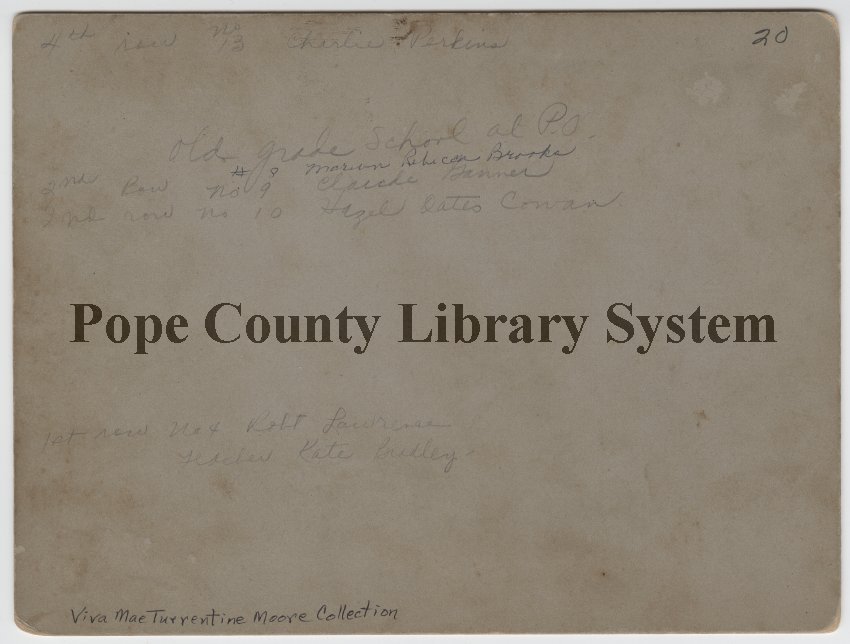 4th row no 13 Charlie Perkins
20
Old grade School at P.O.
# 8 Marion Rebecca Brooks
2nd Row no 9 Claude Banner
2nd row no 10 Hazel Oates Cowan
Pope County Library System
1st row no 4 Robt Lawrence
Teacher Kate Bradley
Viva Mae Turrentine Moore Collection